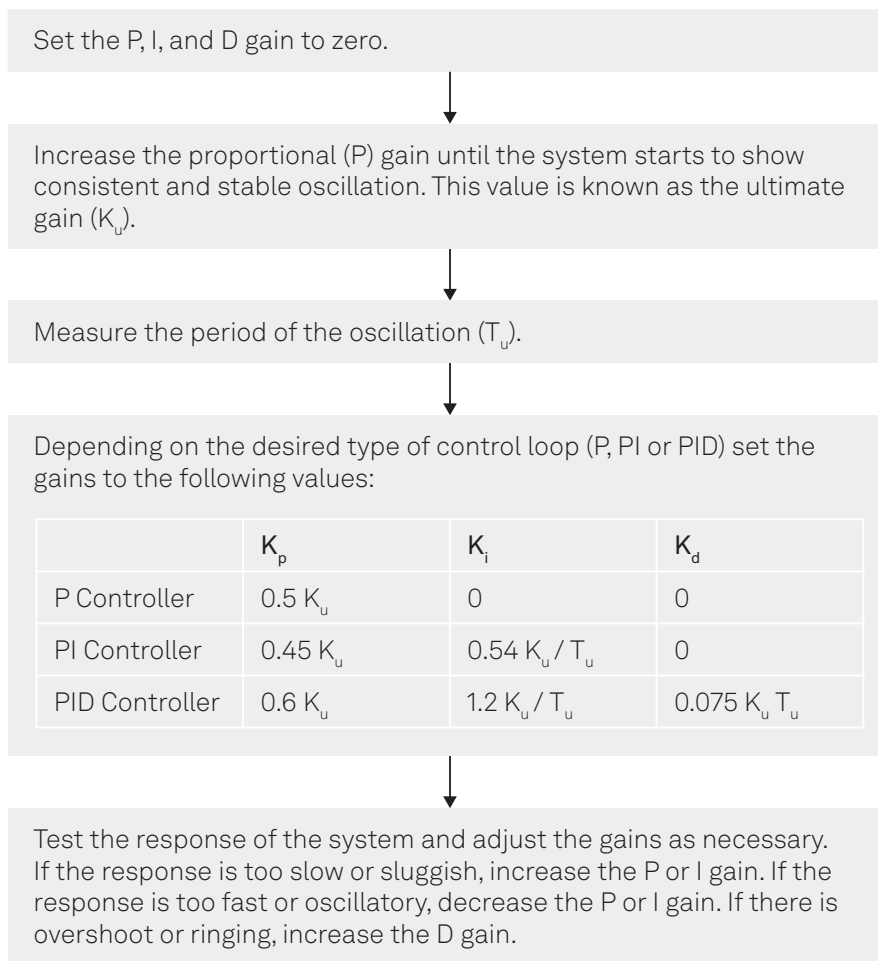 Set the P, I, and D gain to zero.
Increase the proportional (P) gain until the system starts to show
consistent and stable oscillation. This value is known as the ultimate
gain (Kᵤ).
Measure the period of the oscillation (Tᵤ).
Depending on the desired type of control loop (P, PI or PID) set the
gains to the following values:
Kₚ Kᵢ K_d
P Controller 0.5 Kᵤ 0 0
PI Controller 0.45 Kᵤ 0.54 Kᵤ / Tᵤ 0
PID Controller 0.6 Kᵤ 1.2 Kᵤ / Tᵤ 0.075 Kᵤ Tᵤ
Test the response of the system and adjust the gains as necessary.
If the response is too slow or sluggish, increase the P or I gain. If the
response is too fast or oscillatory, decrease the P or I gain. If there is
overshoot or ringing, increase the D gain.